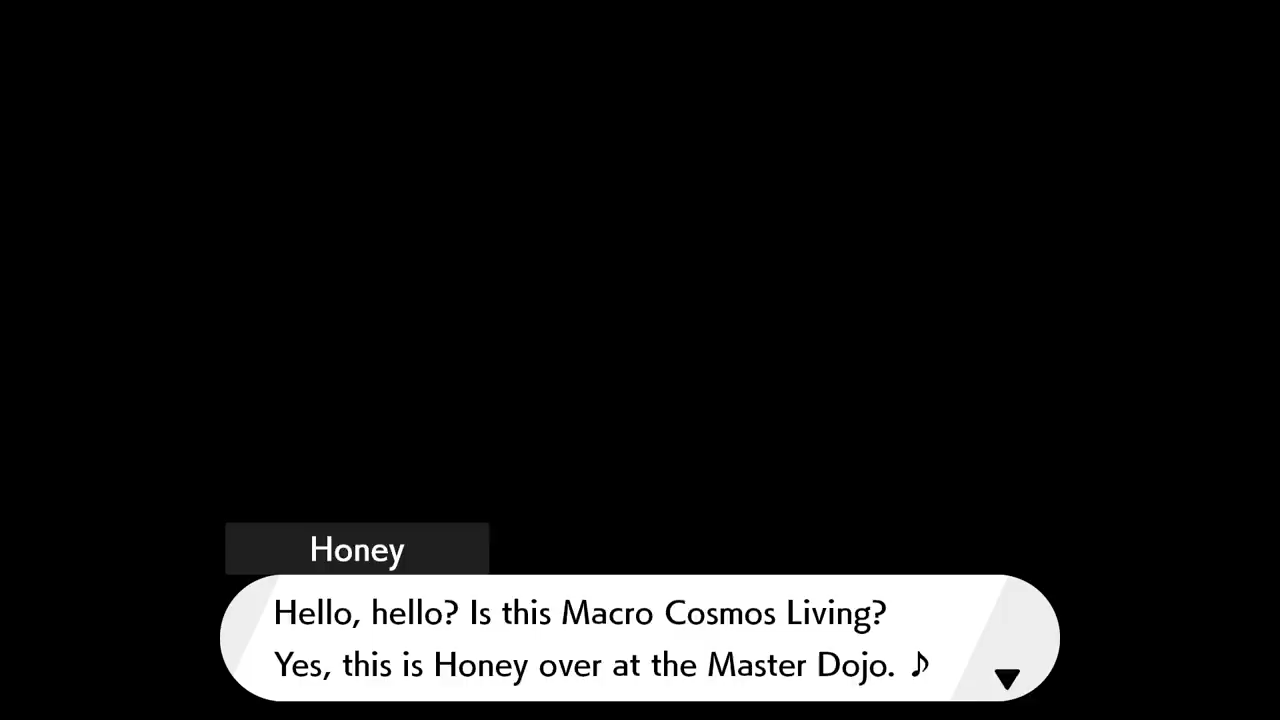 Honey
Hello, hello? Is this Macro Cosmos Living?
Yes, this is Honey over at the Master Dojo. ♪